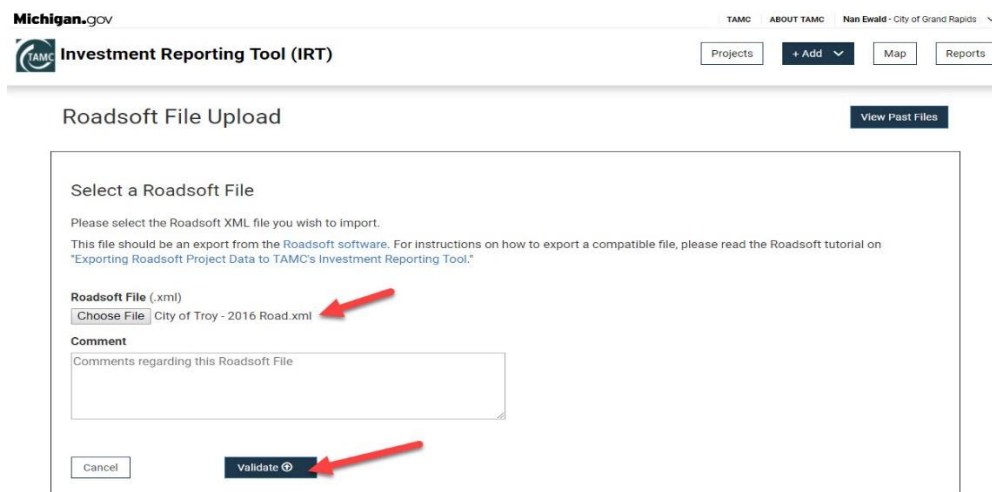 Michigan.gov
TAMC ABOUT TAMC Nan Ewald - City of Grand Rapids
TAMC Investment Reporting Tool (IRT)
Projects + Add Map Reports
Roadsoft File Upload
View Past Files
Select a Roadsoft File
Please select the Roadsoft XML file you wish to import.
This file should be an export from the Roadsoft software. For instructions on how to export a compatible file, please read the Roadsoft tutorial on
"Exporting Roadsoft Project Data to TAMC's Investment Reporting Tool."
Roadsoft File (.xml)
Choose File City of Troy - 2016 Road.xml
Comment
Comments regarding this Roadsoft File
Cancel Validate